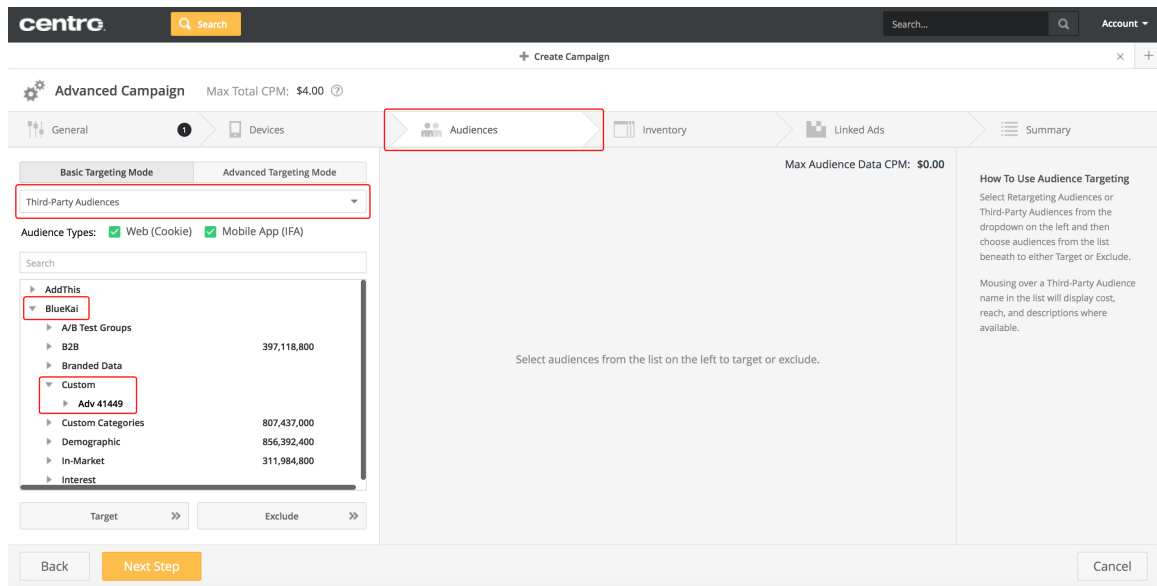 centro.
Search
Search...
Account
Create Campaign
Advanced Campaign
Max Total CPM: $4.00 ?
General 1
Devices
Audiences
Inventory
Linked Ads
Summary
Basic Targeting Mode
Advanced Targeting Mode
Third-Party Audiences
Audience Types: Web (Cookie) Mobile App (IFA)
Search
AddThis
BlueKai
A/B Test Groups
B2B 397,118,800
Branded Data
Custom
Adv 41449
Custom Categories 807,437,000
Demographic 856,392,400
In-Market 311,984,800
Interest
Target
Exclude
Max Audience Data CPM: $0.00
Select audiences from the list on the left to target or exclude.
How To Use Audience Targeting
Select Retargeting Audiences or
Third-Party Audiences from the
dropdown on the left and then
choose audiences from the list
beneath to either Target or Exclude.
Mousing over a Third-Party Audience
name in the list will display cost,
reach, and descriptions where
available.
Back
Next Step
Cancel